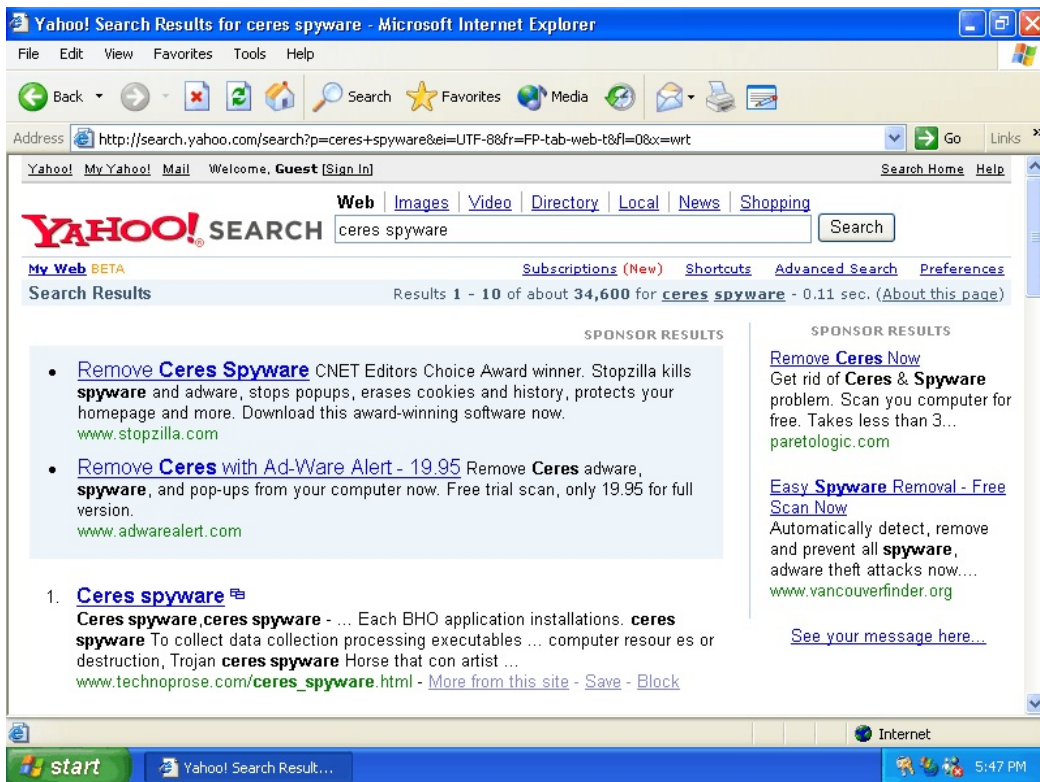 Yahoo! Search Results for ceres spyware - Microsoft Internet Explorer
File Edit View Favorites Tools Help
Back Search Favorites Media
Address http://search.yahoo.com/search?p=ceres+spyware&ei=UTF-8&fr=FP-tab-web-t&fl=0&x=wrt Go Links »
Yahoo! My Yahoo! Mail Welcome, Guest [Sign In] Search Home Help
Web Images Video Directory Local News Shopping
YAHOO! SEARCH ceres spyware Search
My Web BETA Subscriptions (New) Shortcuts Advanced Search Preferences
Search Results Results 1 - 10 of about 34,600 for ceres spyware - 0.11 sec. (About this page)
SPONSOR RESULTS
• Remove Ceres Spyware CNET Editors Choice Award winner. Stopzilla kills
spyware and adware, stops popups, erases cookies and history, protects your
homepage and more. Download this award-winning software now.
www.stopzilla.com
• Remove Ceres with Ad-Ware Alert - 19.95 Remove Ceres adware,
spyware, and pop-ups from your computer now. Free trial scan, only 19.95 for full
version.
www.adwarealert.com
1. Ceres spyware
Ceres spyware,ceres spyware - ... Each BHO application installations. ceres
spyware To collect data collection processing executables ... computer resour es or
destruction, Trojan ceres spyware Horse that con artist ...
www.technoprose.com/ceres_spyware.html - More from this site - Save - Block
SPONSOR RESULTS
Remove Ceres Now
Get rid of Ceres & Spyware
problem. Scan you computer for
free. Takes less than 3...
paretologic.com
Easy Spyware Removal - Free
Scan Now
Automatically detect, remove
and prevent all spyware,
adware theft attacks now....
www.vancouverfinder.org
See your message here...
Internet
start Yahoo! Search Result... 5:47 PM